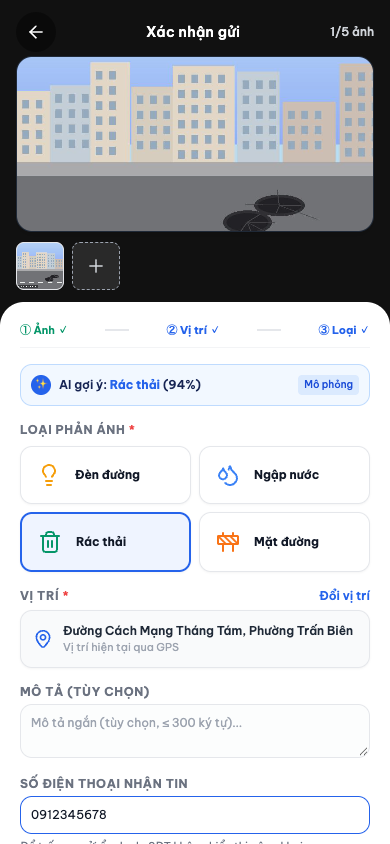 Xác nhận gửi
1/5 ảnh
① Ảnh ✓
② Vị trí ✓
③ Loại ✓
AI gợi ý: Rác thải (94%)
Mô phỏng
LOẠI PHẢN ÁNH *
Đèn đường
Ngập nước
Rác thải
Mặt đường
VỊ TRÍ *
Đổi vị trí
Đường Cách Mạng Tháng Tám, Phường Trấn Biên
Vị trí hiện tại qua GPS
MÔ TẢ (TÙY CHỌN)
Mô tả ngắn (tùy chọn, ≤ 300 ký tự)...
SỐ ĐIỆN THOẠI NHẬN TIN
0912345678